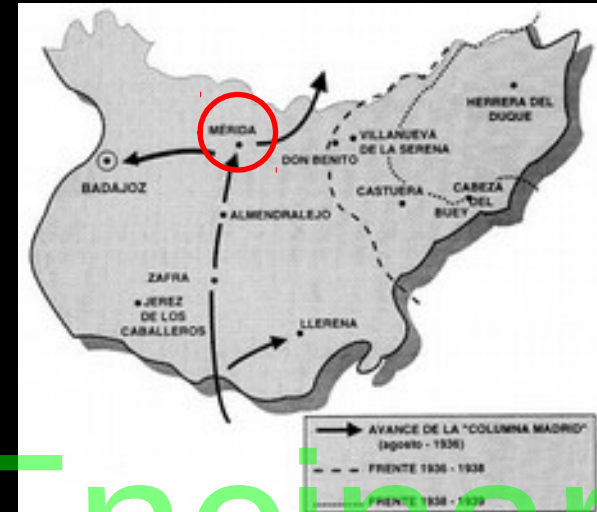 MÉRIDA
HERRERA DEL
DUQUE
VILLANUEVA
DE LA SERENA
DON BENITO
BADAJOZ
CASTUERA
CABEZA
DEL
BUEY
ALMENDRALEJO
ZAFRA
JEREZ
DE LOS
CABALLEROS
LLERENA
AVANCE DE LA "COLUMNA MADRID"
(agosto - 1936)
FRENTE 1936 - 1938
FRENTE 1938 - 1939